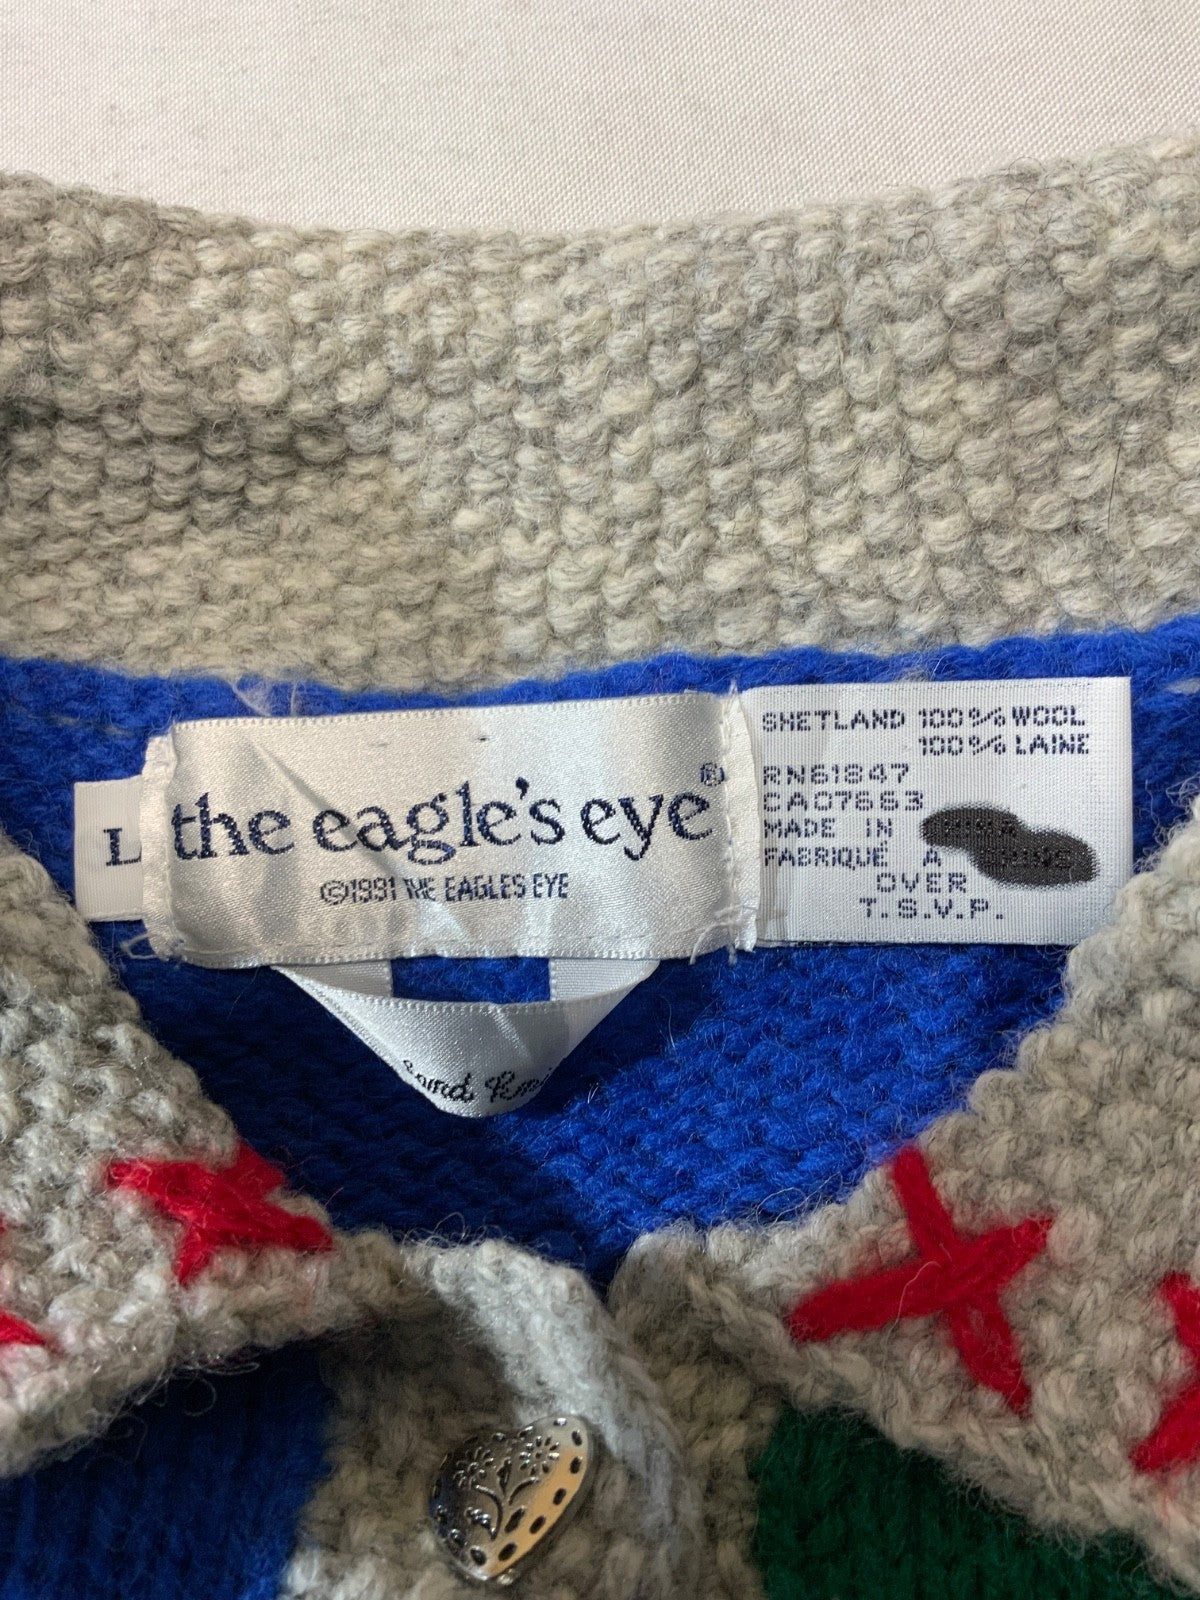 L
the eagle's eye®
©1991 THE EAGLES EYE
SHETLAND 100% WOOL
100% LAINE
RN61847
CA07663
MADE IN
FABRIQUÉ A
OVER
T.S.V.P.